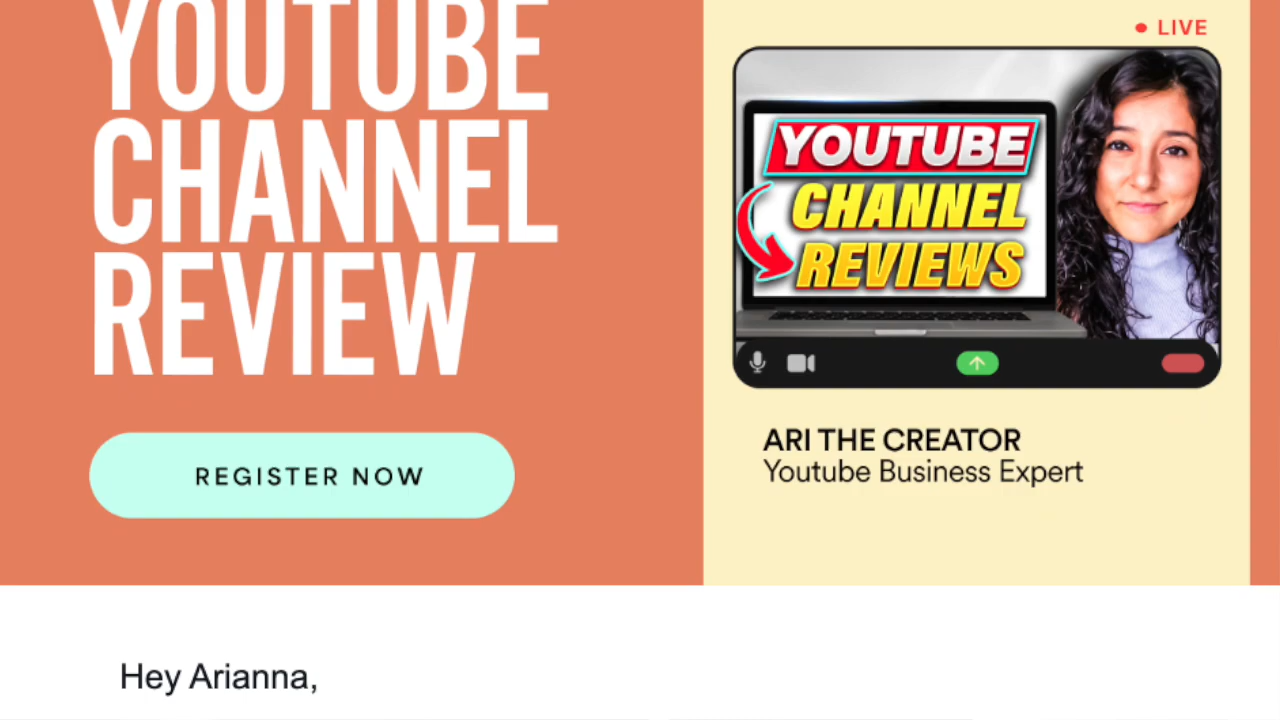 YOUTUBE
CHANNEL
REVIEW
REGISTER NOW
LIVE
YOUTUBE
CHANNEL
REVIEWS
ARI THE CREATOR
Youtube Business Expert
Hey Arianna,